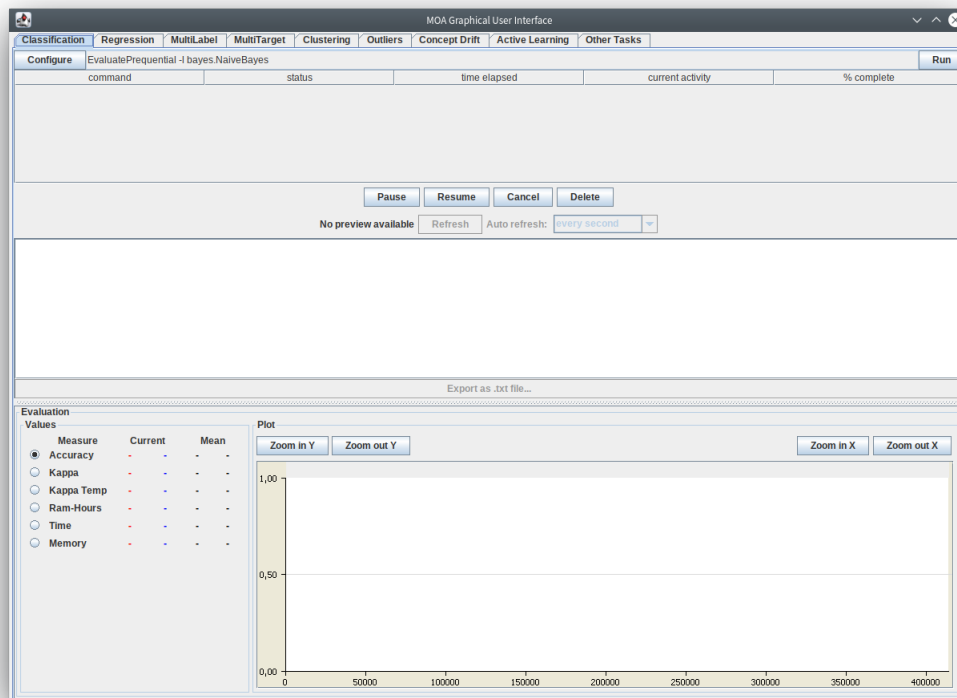 MOA Graphical User Interface
Classification Regression MultiLabel MultiTarget Clustering Outliers Concept Drift Active Learning Other Tasks
Configure EvaluatePrequential -l bayes.NaiveBayes Run
command status time elapsed current activity % complete
Pause Resume Cancel Delete
No preview available Refresh Auto refresh: every second
Export as .txt file...
Evaluation
Values
Measure Current Mean
Accuracy - - - -
Kappa - - - -
Kappa Temp - - - -
Ram-Hours - - - -
Time - - - -
Memory - - - -
Plot
Zoom in Y Zoom out Y Zoom in X Zoom out X
1,00
0,50
0,00
0 50000 100000 150000 200000 250000 300000 350000 400000